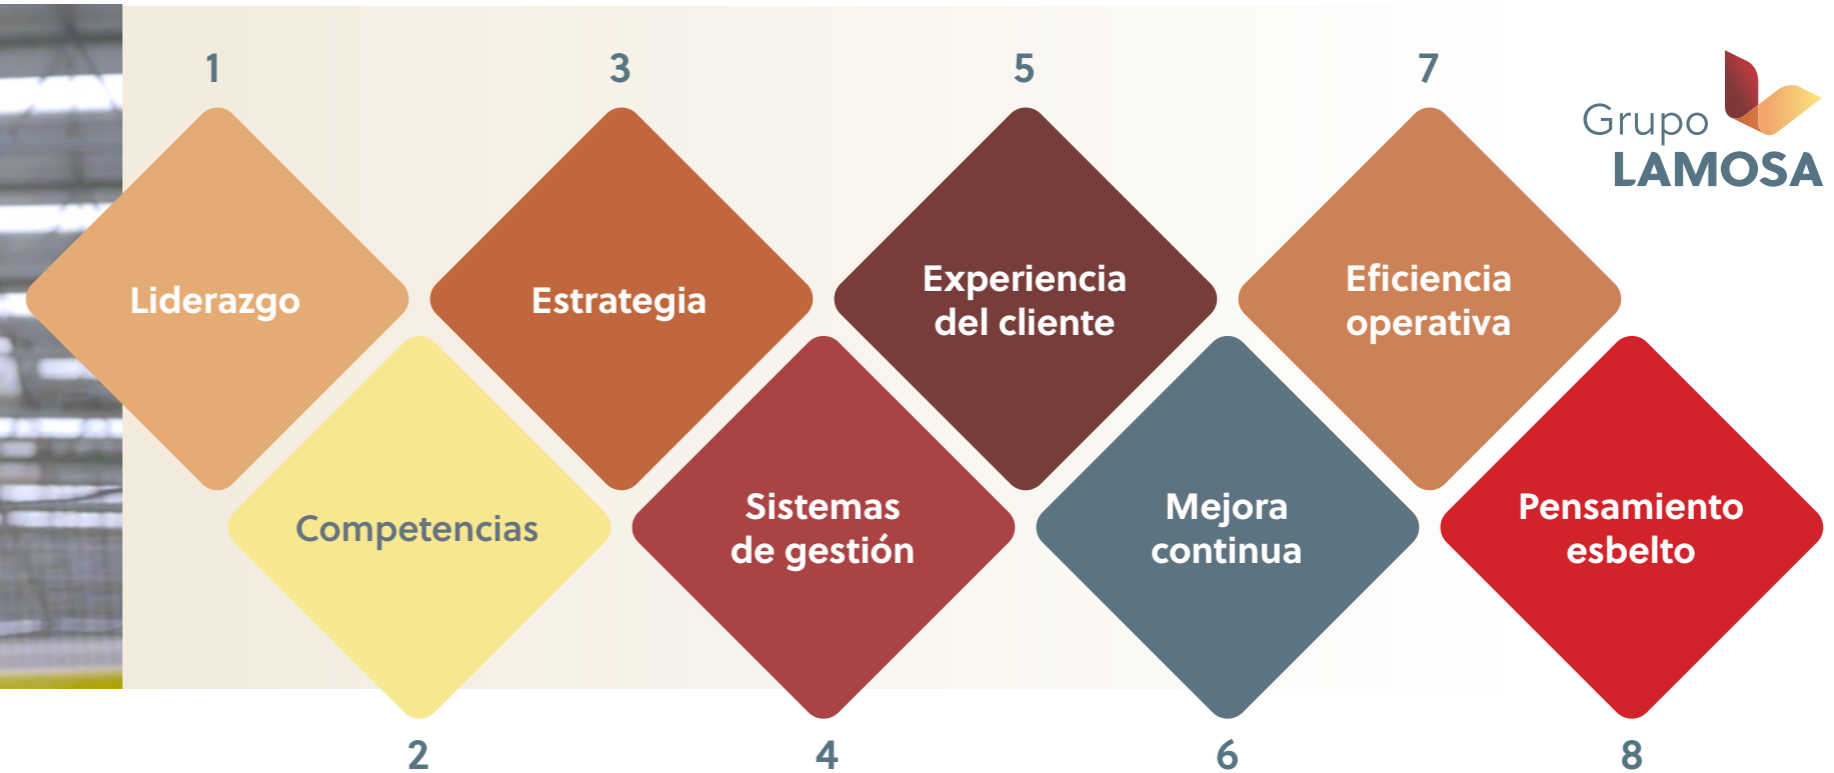 1
Liderazgo
2
Competencias
3
Estrategia
4
Sistemas
de gestión
5
Experiencia
del cliente
6
Mejora
continua
7
Eficiencia
operativa
8
Pensamiento
esbelto
Grupo
LAMOSA